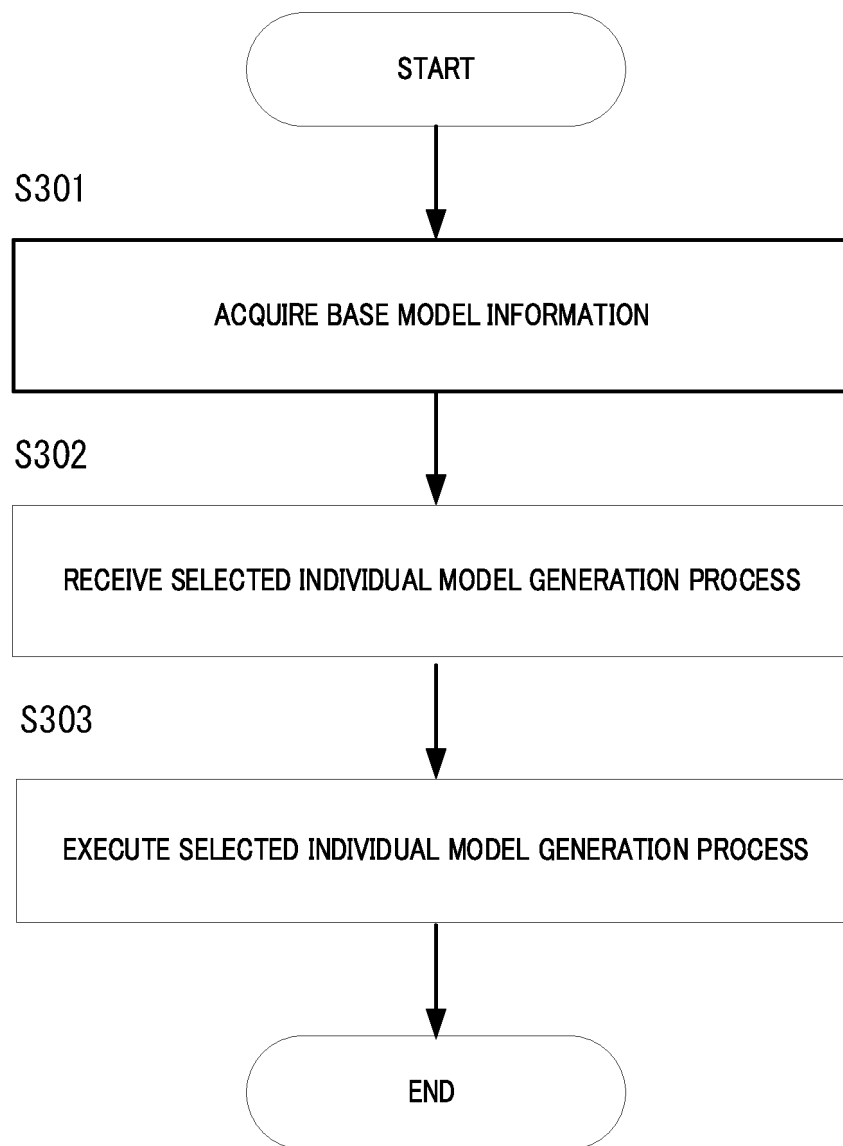 START
S301
ACQUIRE BASE MODEL INFORMATION
S302
RECEIVE SELECTED INDIVIDUAL MODEL GENERATION PROCESS
S303
EXECUTE SELECTED INDIVIDUAL MODEL GENERATION PROCESS
END